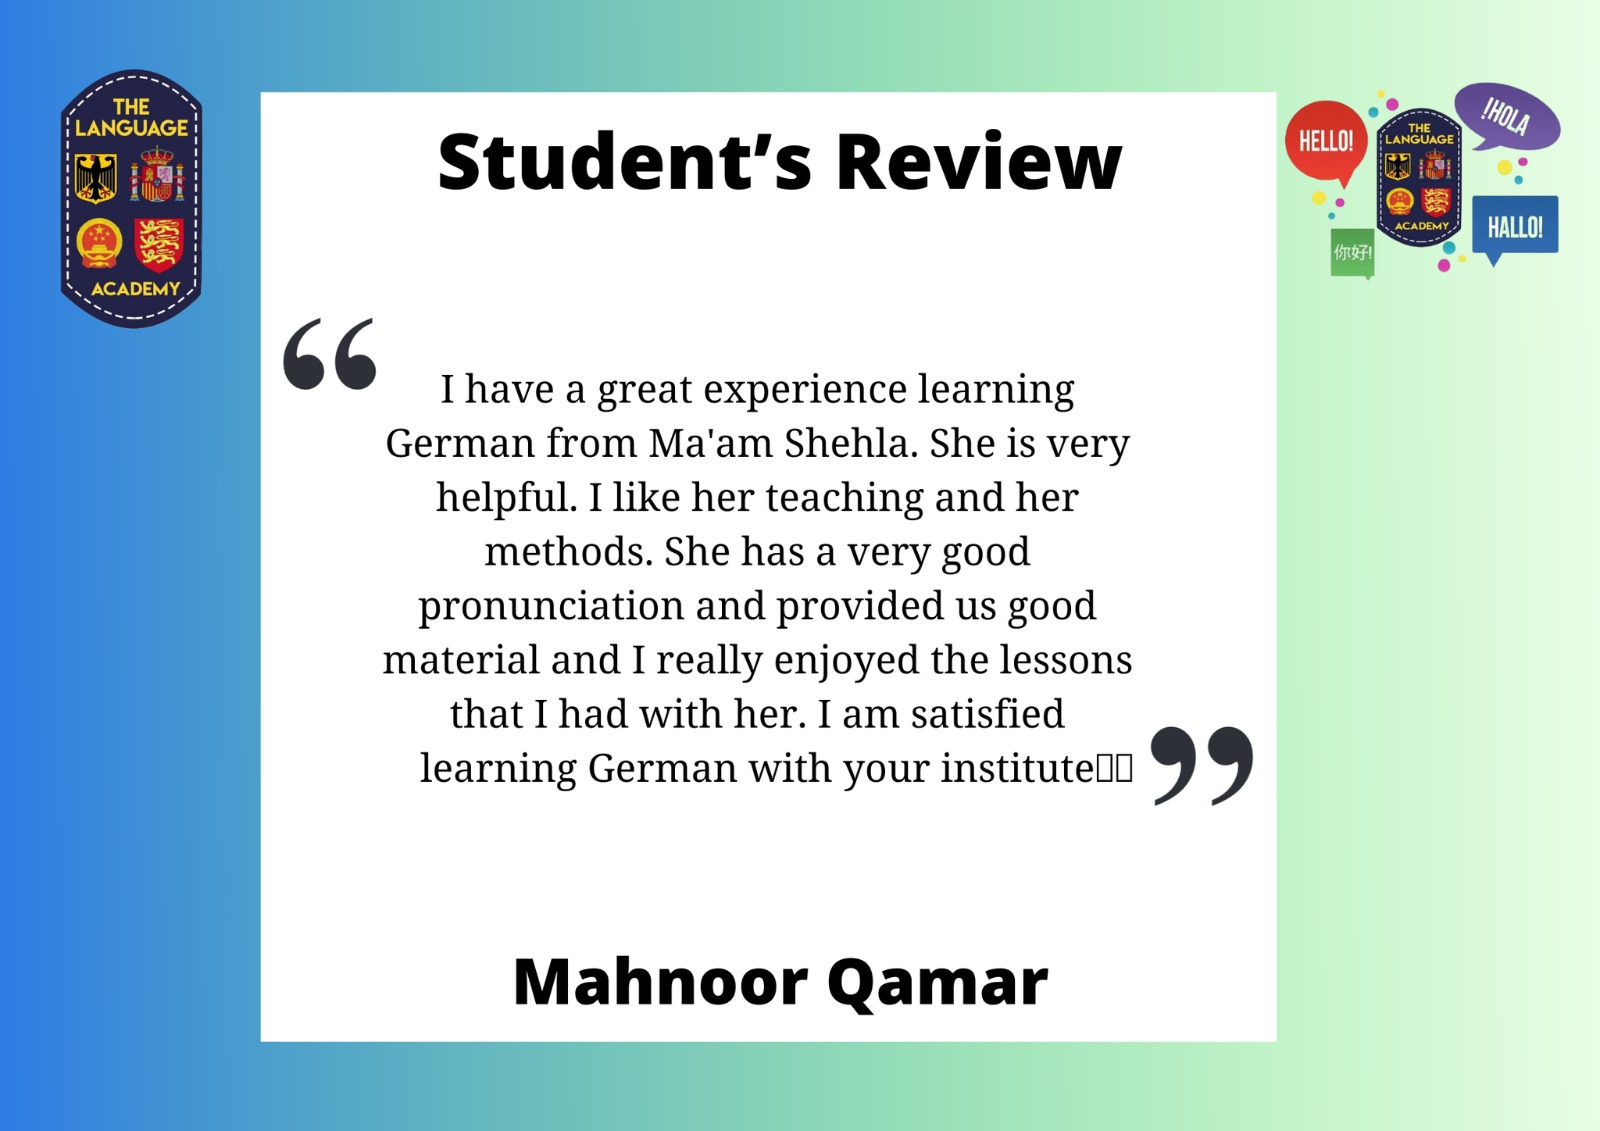 THE
LANGUAGE
ACADEMY
Student’s Review
HELLO!
THE
LANGUAGE
ACADEMY
!HOLA
HALLO!
你好!
“
I have a great experience learning
German from Ma'am Shehla. She is very
helpful. I like her teaching and her
methods. She has a very good
pronunciation and provided us good
material and I really enjoyed the lessons
that I had with her. I am satisfied
learning German with your institute
”
Mahnoor Qamar